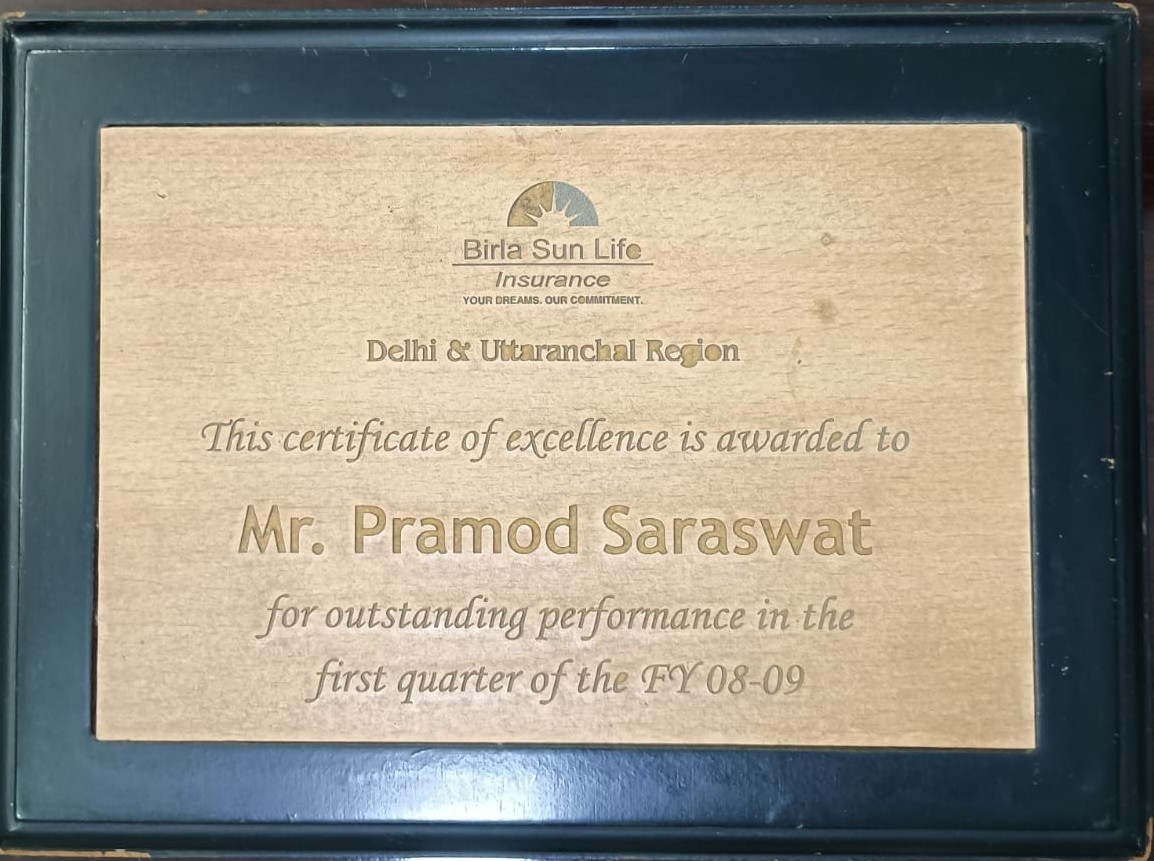 Birla Sun Life
Insurance
YOUR DREAMS. OUR COMMITMENT.
Delhi & Uttaranchal Region
This certificate of excellence is awarded to
Mr. Pramod Saraswat
for outstanding performance in the
first quarter of the FY 08-09